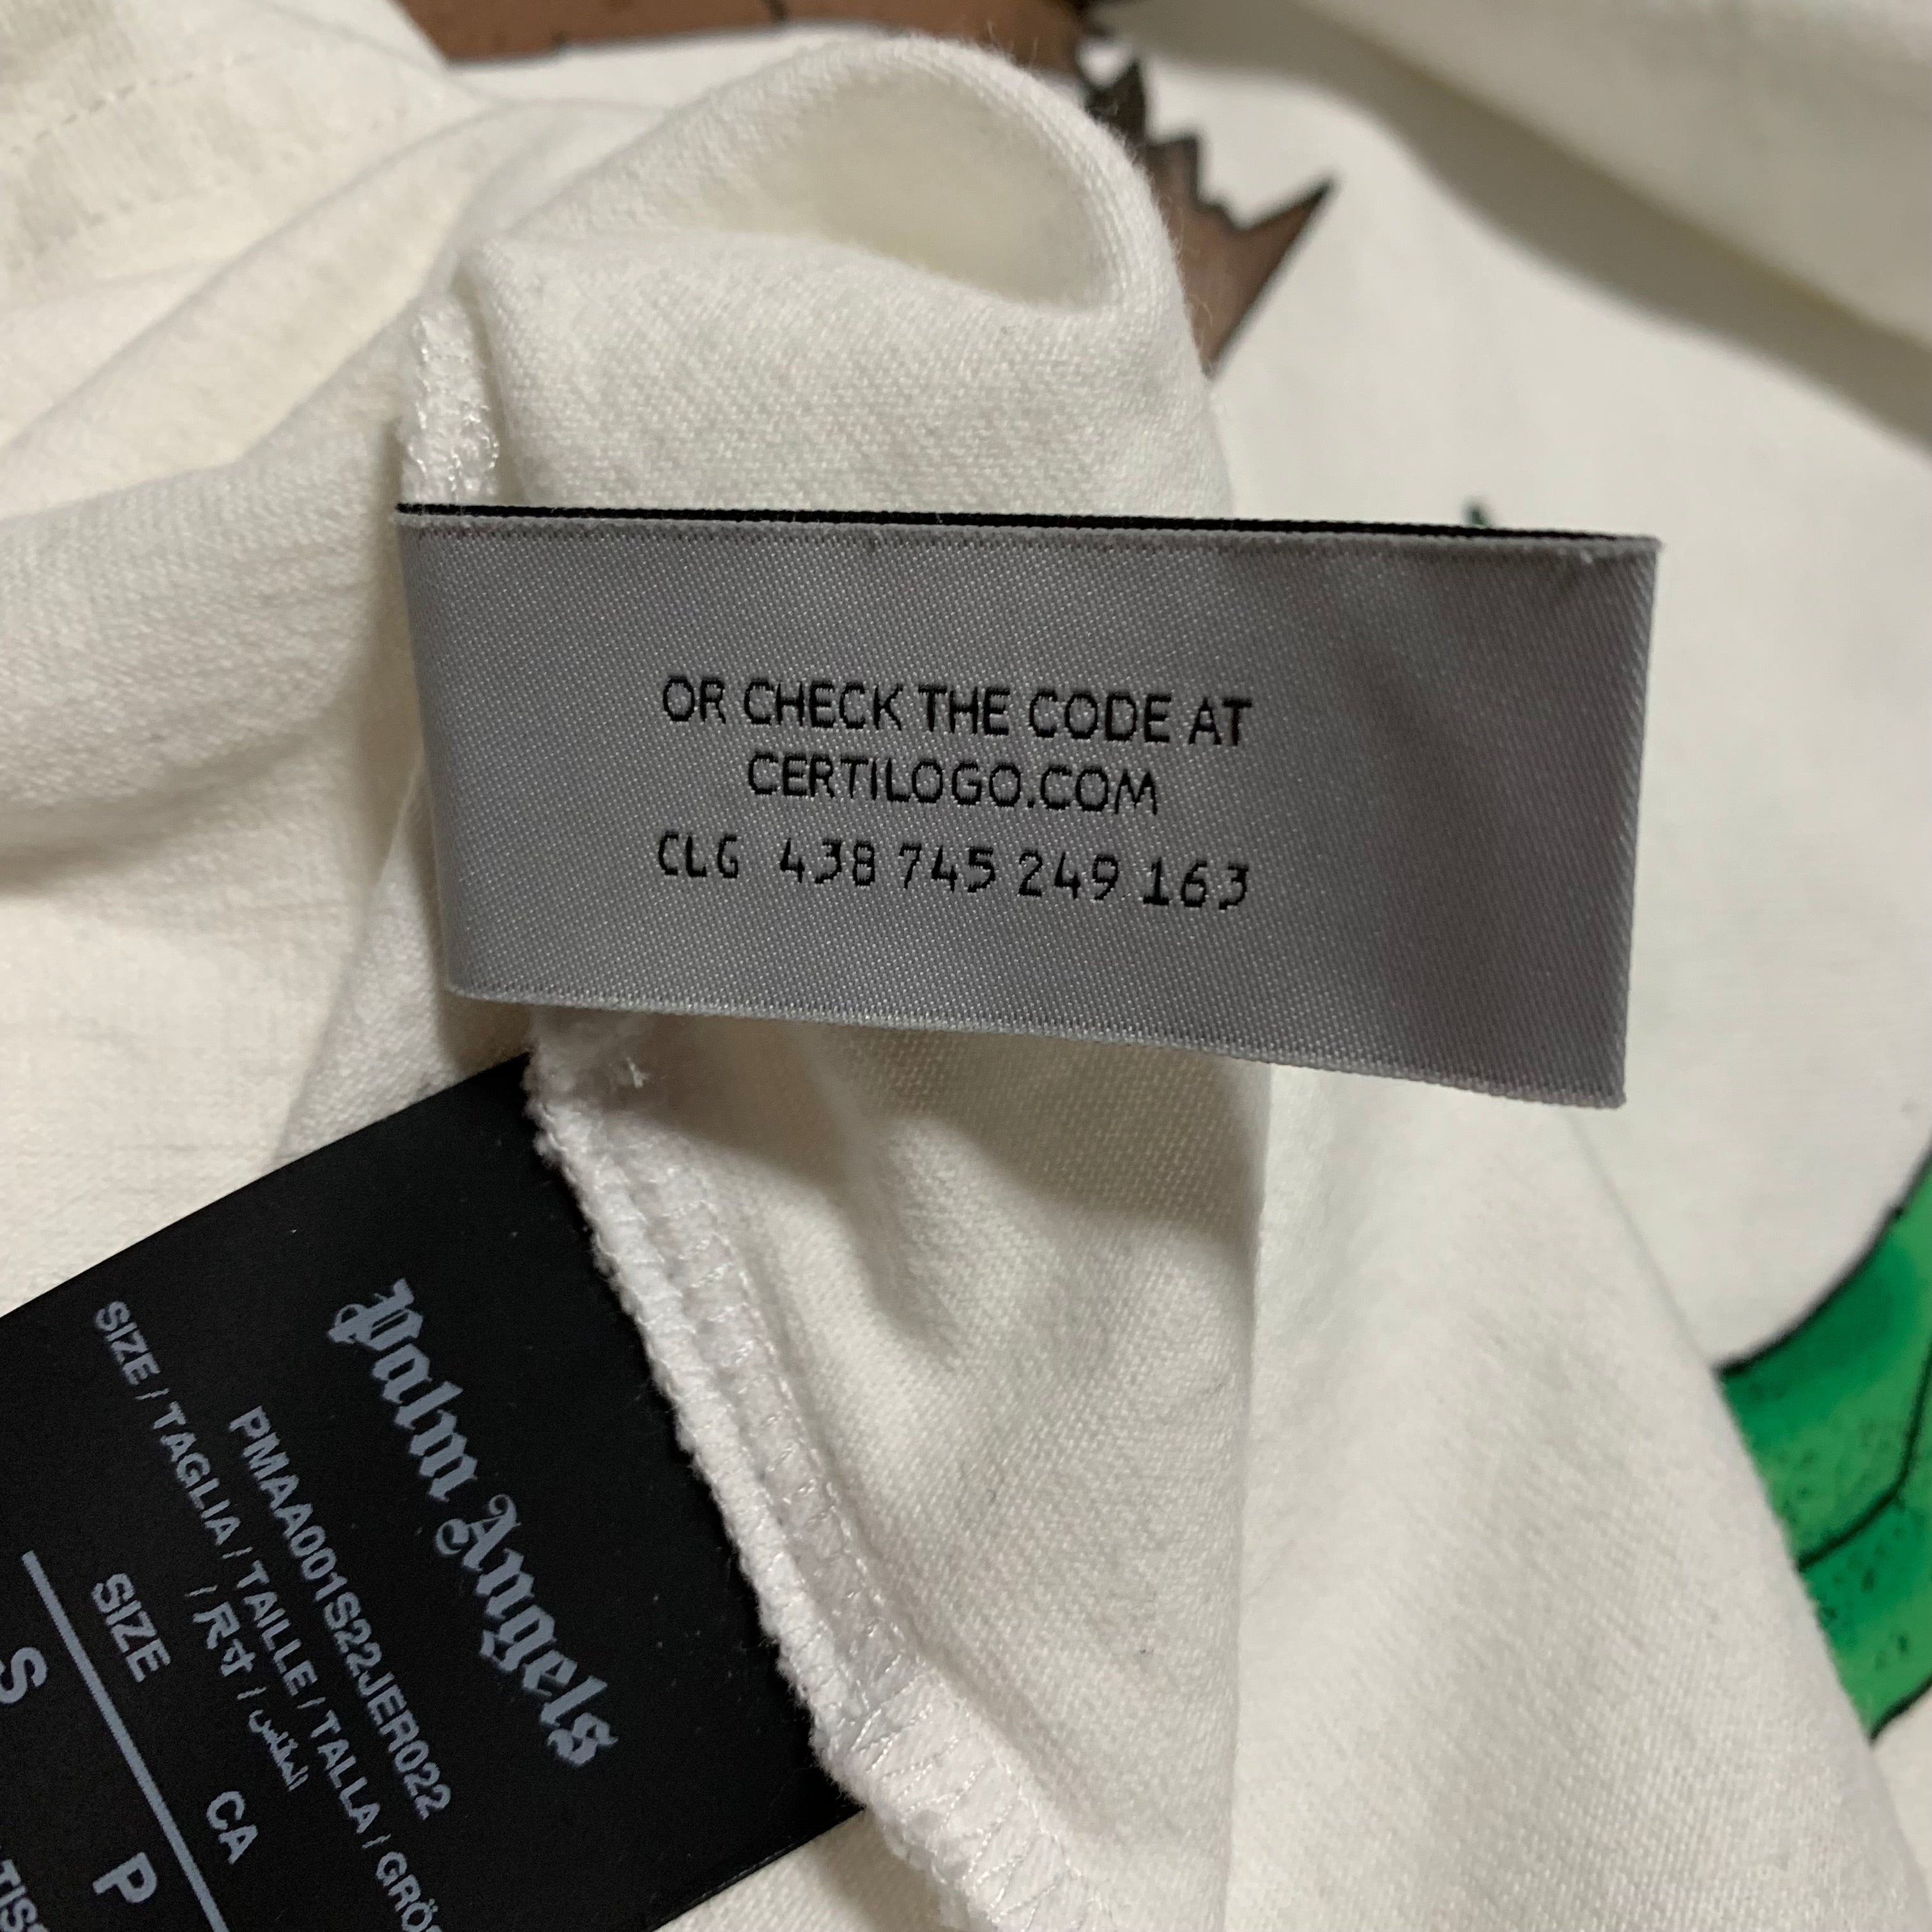 OR CHECK THE CODE AT
CERTILOGO.COM
CLG 438 745 249 163
Palm Angels
PMAA001S22JER022
SIZE / TAGLIA / TAILLE / TALLA / GRÖ
/ / المقاس
SIZE CA
S P